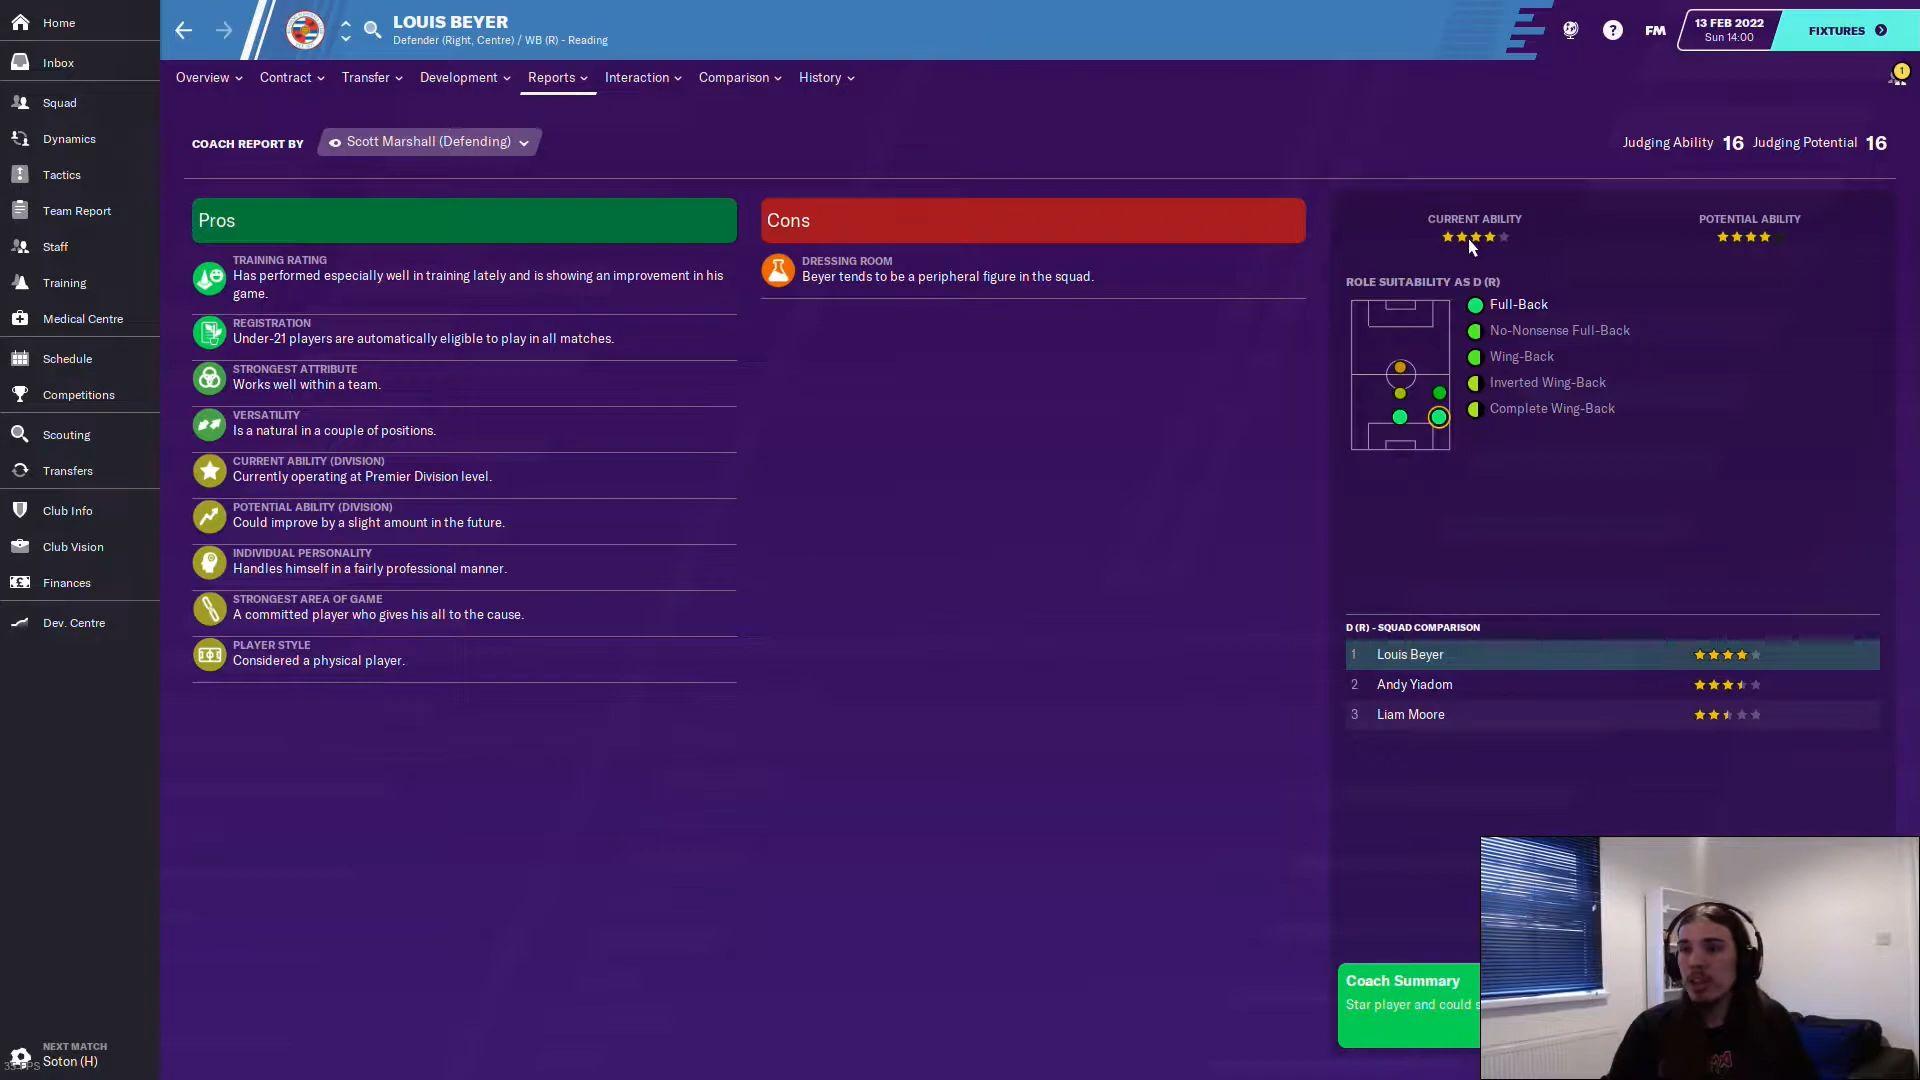 Home
Inbox
Squad
Dynamics
Tactics
Team Report
Staff
Training
Medical Centre
Schedule
Competitions
Scouting
Transfers
Club Info
Club Vision
Finances
Dev. Centre
NEXT MATCH
Soton (H)
LOUIS BEYER
Defender (Right, Centre) / WB (R) - Reading
?
FM
13 FEB 2022
Sun 14:00
FIXTURES
1
Overview
Contract
Transfer
Development
Reports
Interaction
Comparison
History
COACH REPORT BY
Scott Marshall (Defending)
Judging Ability 16 Judging Potential 16
Pros
TRAINING RATING
Has performed especially well in training lately and is showing an improvement in his
game.
REGISTRATION
Under-21 players are automatically eligible to play in all matches.
STRONGEST ATTRIBUTE
Works well within a team.
VERSATILITY
Is a natural in a couple of positions.
CURRENT ABILITY (DIVISION)
Currently operating at Premier Division level.
POTENTIAL ABILITY (DIVISION)
Could improve by a slight amount in the future.
INDIVIDUAL PERSONALITY
Handles himself in a fairly professional manner.
STRONGEST AREA OF GAME
A committed player who gives his all to the cause.
PLAYER STYLE
Considered a physical player.
Cons
DRESSING ROOM
Beyer tends to be a peripheral figure in the squad.
CURRENT ABILITY
POTENTIAL ABILITY
ROLE SUITABILITY AS D (R)
Full-Back
No-Nonsense Full-Back
Wing-Back
Inverted Wing-Back
Complete Wing-Back
D (R) - SQUAD COMPARISON
1 Louis Beyer
2 Andy Yiadom
3 Liam Moore
Coach Summary
Star player and could